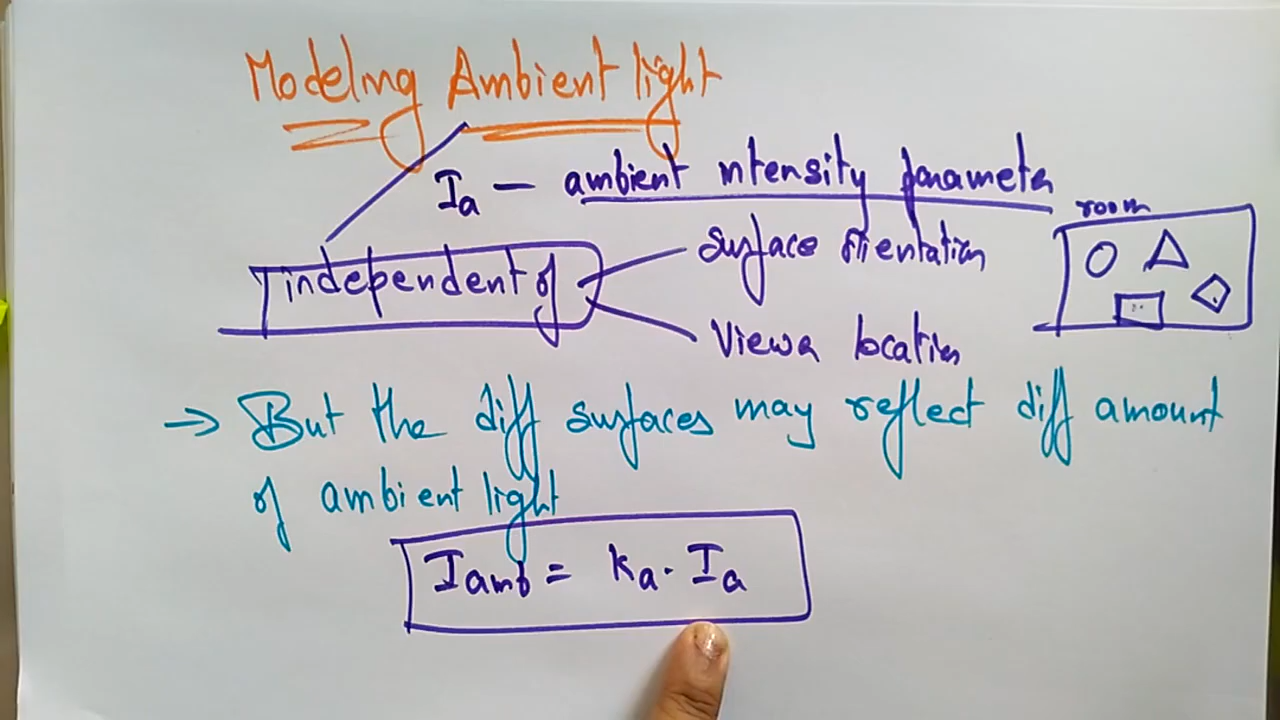 Modeling Ambient light
Ia — ambient intensity parameter
room
independent of
Surface orientation
Viewer location
→ But the diff surfaces may reflect diff amount
of ambient light
Iamb = Ka . Ia